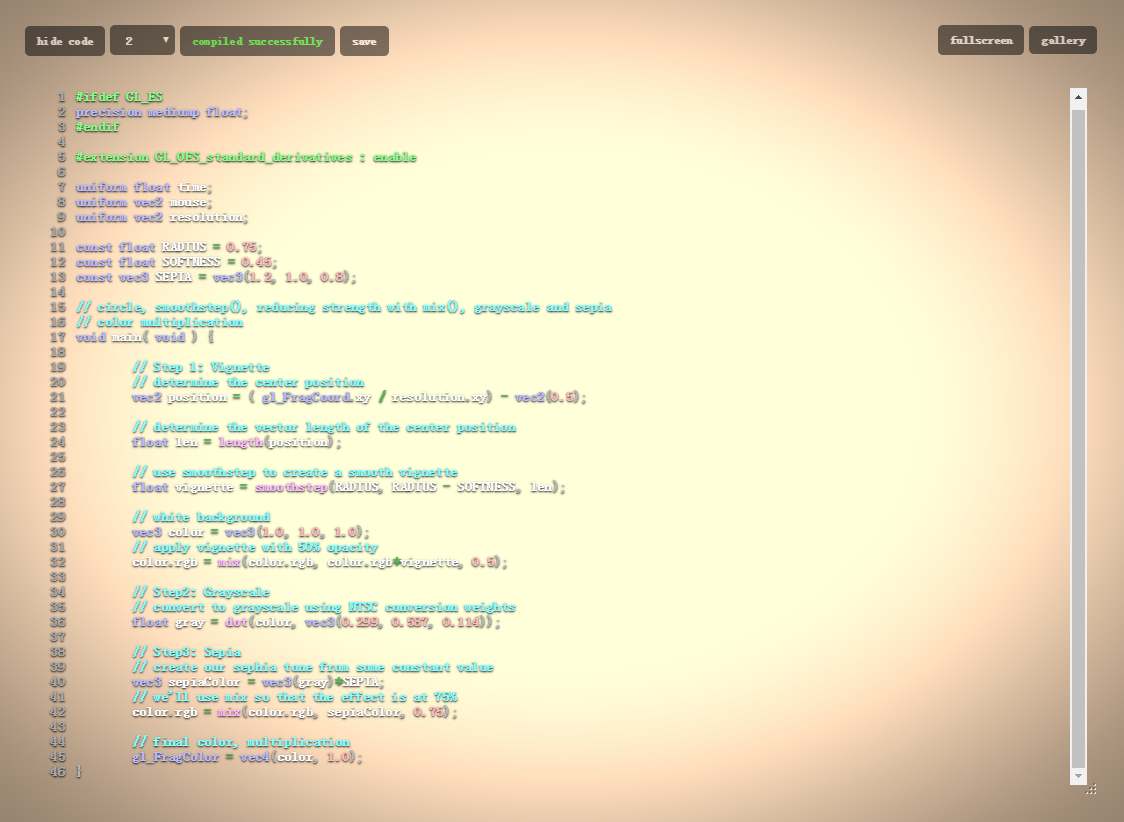 hide code 2 ▼ compiled successfully save fullscreen gallery
1 #ifdef GL_ES
2 precision mediump float;
3 #endif
4
5 #extension GL_OES_standard_derivatives : enable
6
7 uniform float time;
8 uniform vec2 mouse;
9 uniform vec2 resolution;
10
11 const float RADIUS = 0.75;
12 const float SOFTNESS = 0.45;
13 const vec3 SEPIA = vec3(1.2, 1.0, 0.8);
14
15 // circle, smoothstep(), reducing strength with mix(), grayscale and sepia
16 // color multiplication
17 void main( void ) {
18
19 // Step 1: Vignette
20 // determine the center position
21 vec2 position = ( gl_FragCoord.xy / resolution.xy) - vec2(0.5);
22
23 // determine the vector length of the center position
24 float len = length(position);
25
26 // use smoothstep to create a smooth vignette
27 float vignette = smoothstep(RADIUS, RADIUS - SOFTNESS, len);
28
29 // white background
30 vec3 color = vec3(1.0, 1.0, 1.0);
31 // apply vignette with 50% opacity
32 color.rgb = mix(color.rgb, color.rgb*vignette, 0.5);
33
34 // Step2: Grayscale
35 // convert to grayscale using NTSC conversion weights
36 float gray = dot(color, vec3(0.299, 0.587, 0.114));
37
38 // Step3: Sepia
39 // create our sephia tone from some constant value
40 vec3 sepiaColor = vec3(gray)*SEPIA;
41 // we'll use mix so that the effect is at 75%
42 color.rgb = mix(color.rgb, sepiaColor, 0.75);
43
44 // final color, multiplication
45 gl_FragColor = vec4(color, 1.0);
46 }